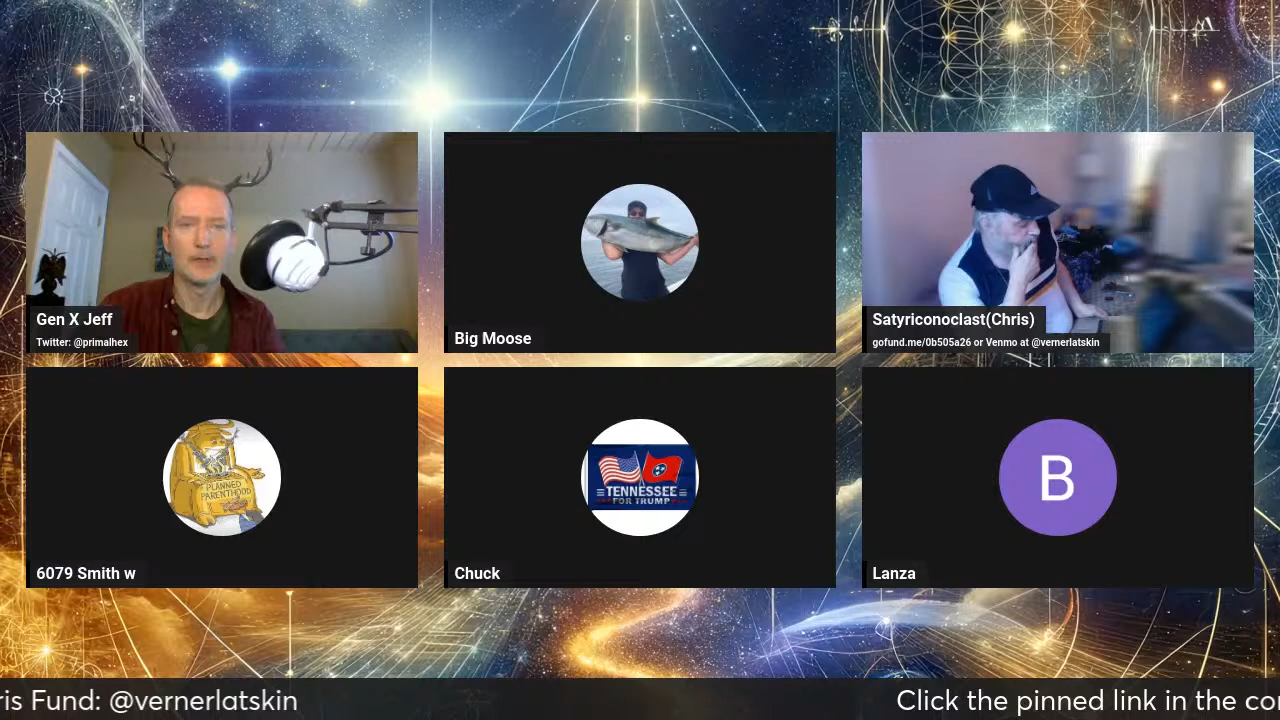 Gen X Jeff
Twitter: @primalhex
Big Moose
Satyriconoclast(Chris)
gofund.me/0b505a26 or Venmo at @vernerlatskin
PLANNED
PARENTHOOD
6079 Smith w
TENNESSEE
FOR TRUMP
Chuck
B
Lanza
ris Fund: @vernerlatskin
Click the pinned link in the co